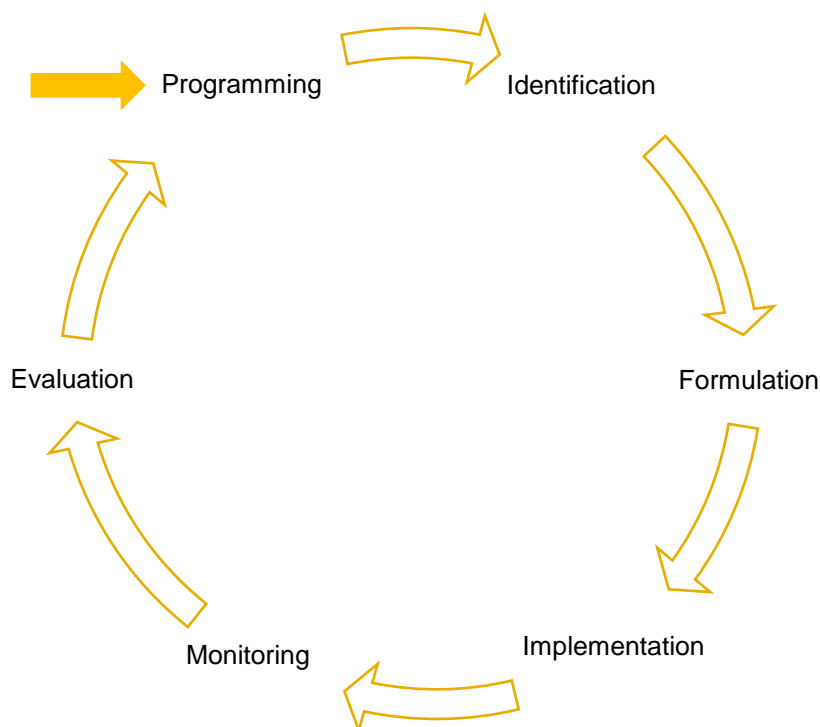 Programming
Identification
Formulation
Implementation
Monitoring
Evaluation